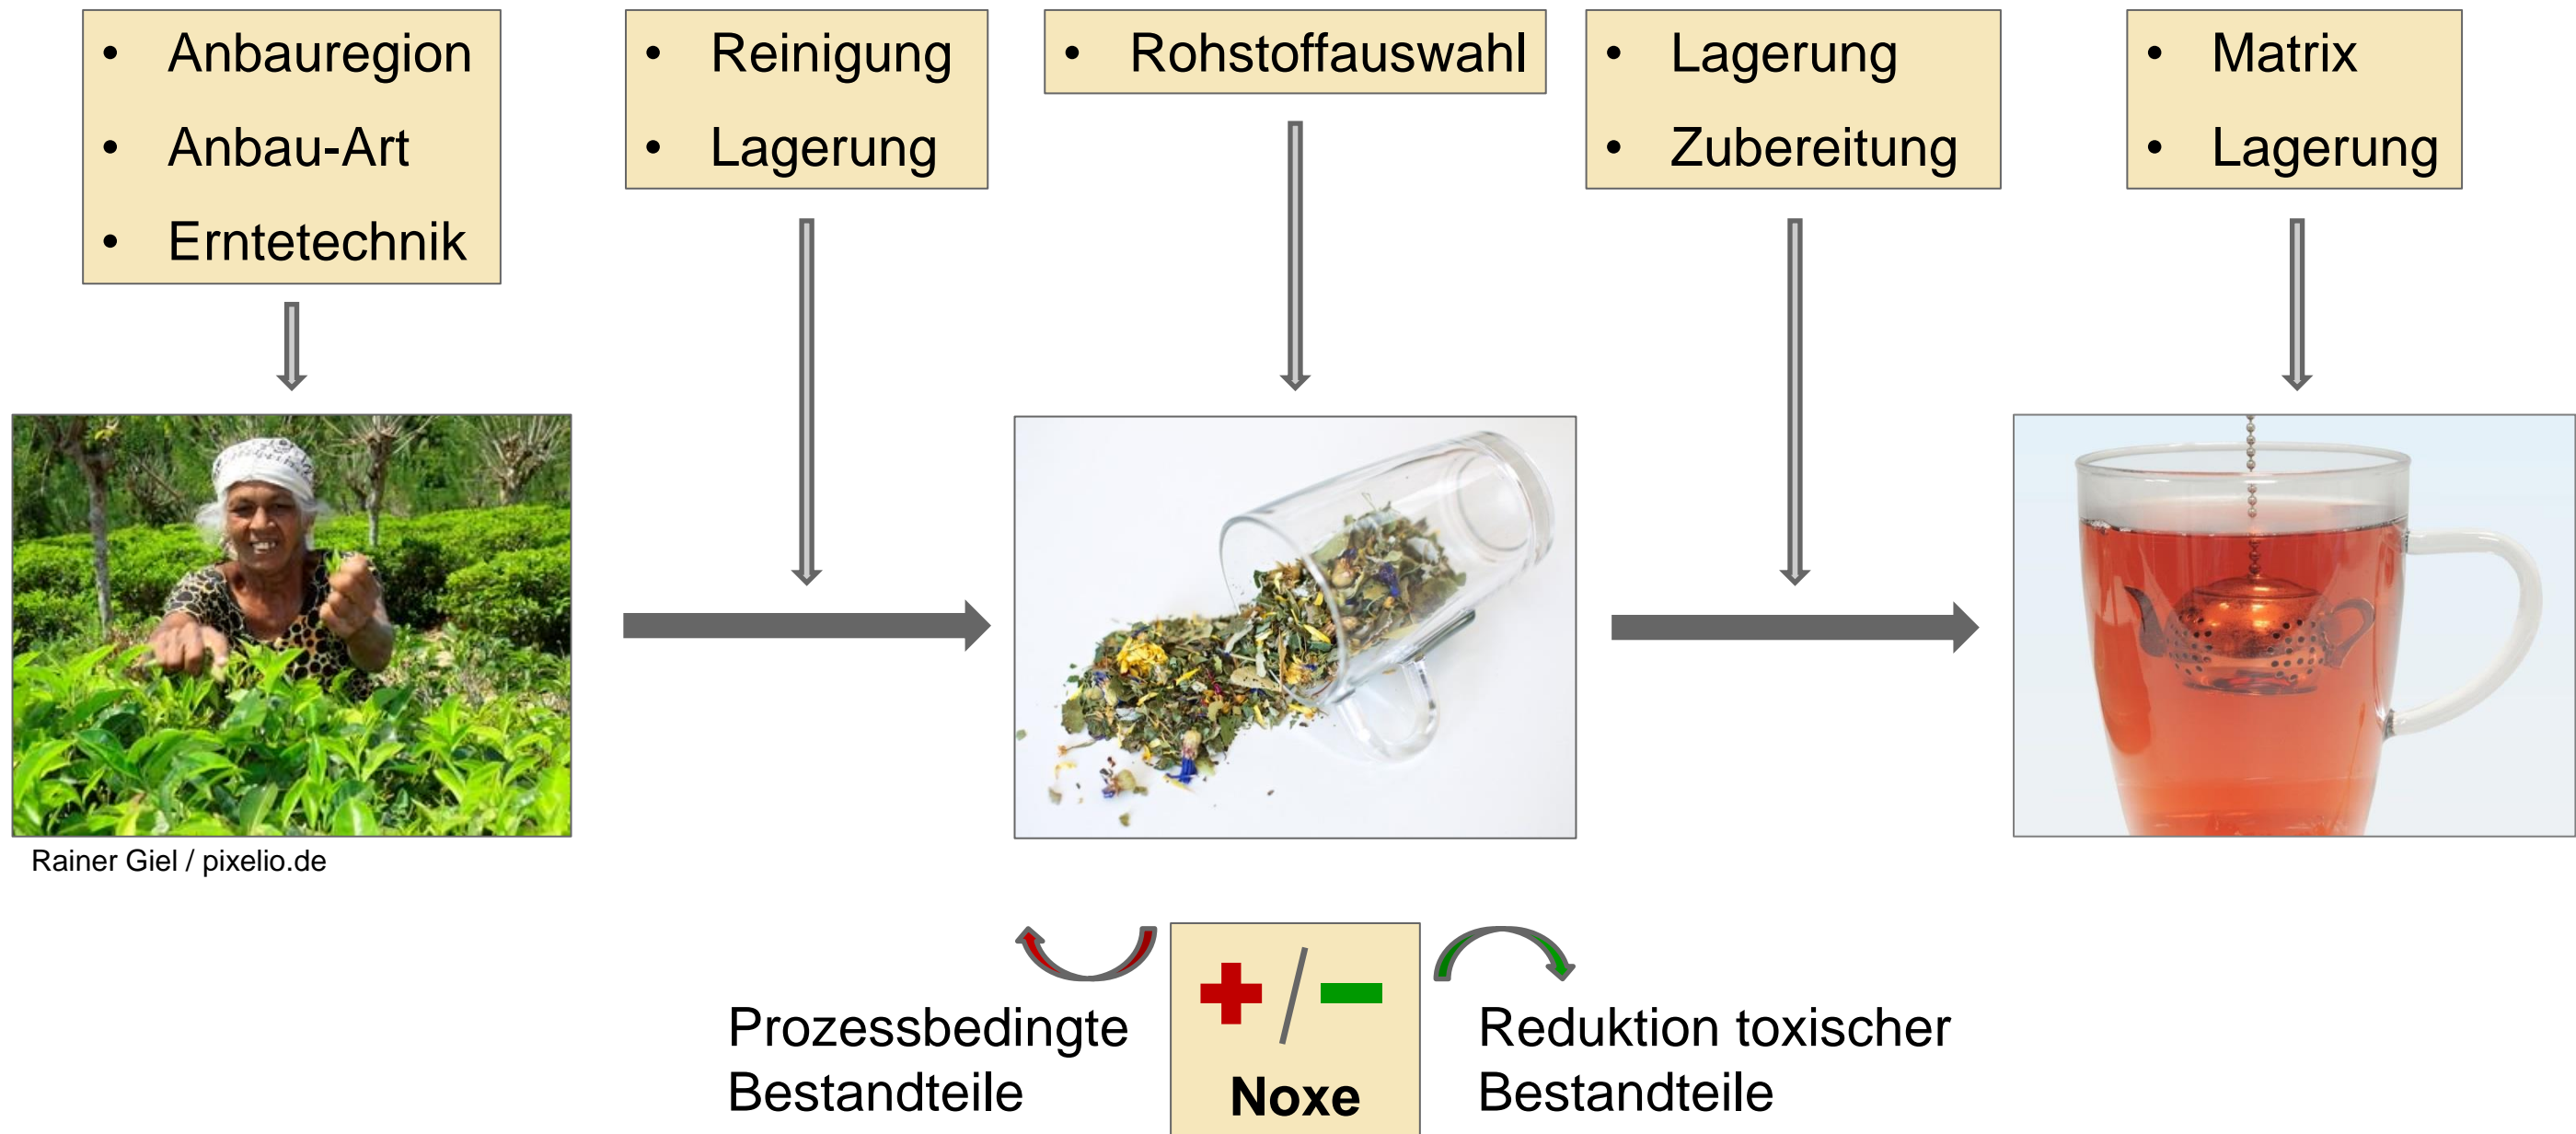 • Anbauregion
• Anbau-Art
• Erntetechnik
• Reinigung
• Lagerung
• Rohstoffauswahl
• Lagerung
• Zubereitung
• Matrix
• Lagerung
Rainer Giel / pixelio.de
Prozessbedingte
Bestandteile
+/−
Noxe
Reduktion toxischer
Bestandteile